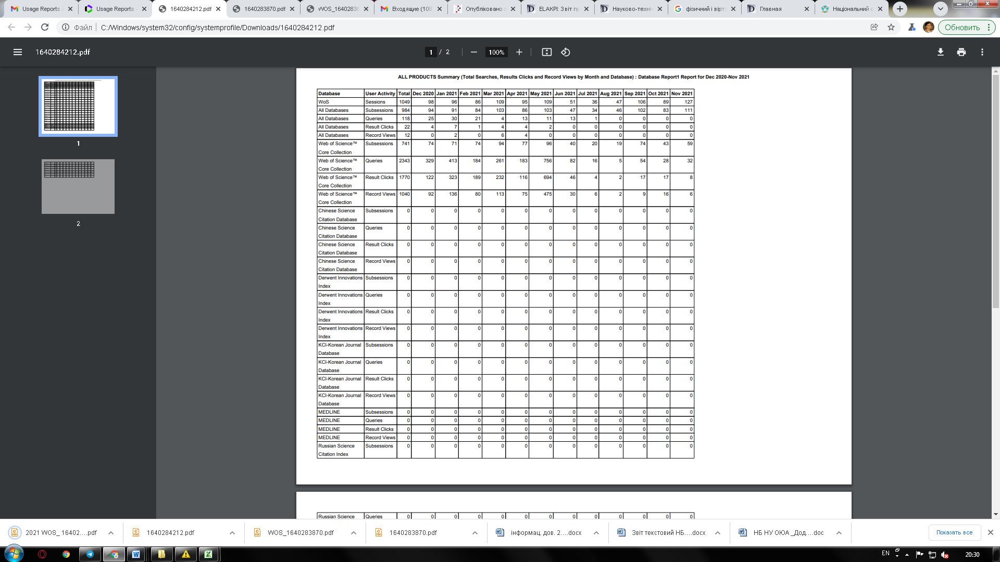 Usage Reports
Usage Reports
1640284212.pdf
1640283870.pdf
WOS_1640283
Входящие (108
Опубліковано
ELAKPI: Звіт
Науково-техні
фізичний і вірт
Главная
Національний
Файл C:/Windows/system32/config/systemprofile/Downloads/1640284212.pdf
Обновить
1640284212.pdf
1 / 2
100%
1
2
ALL PRODUCTS Summary (Total Searches, Results Clicks and Record Views by Month and Database) : Database Report1 Report for Dec 2020-Nov 2021
Database User Activity Total Dec 2020 Jan 2021 Feb 2021 Mar 2021 Apr 2021 May 2021 Jun 2021 Jul 2021 Aug 2021 Sep 2021 Oct 2021 Nov 2021
WoS Sessions 1049 98 96 86 109 95 109 51 36 47 106 89 127
All Databases Subsessions 984 94 91 84 103 86 103 47 34 46 102 83 111
All Databases Queries 118 25 30 21 4 13 11 13 1 0 0 0 0
All Databases Result Clicks 22 4 7 1 4 4 2 0 0 0 0 0 0
All Databases Record Views 12 0 2 0 6 4 0 0 0 0 0 0 0
Web of Science™ Subsessions 741 74 71 74 94 77 96 40 20 19 74 43 59
Core Collection
Web of Science™ Queries 2343 329 413 184 261 183 756 82 16 5 54 28 32
Core Collection
Web of Science™ Result Clicks 1770 122 323 189 232 116 694 46 4 2 17 17 8
Core Collection
Web of Science™ Record Views 1040 92 136 80 113 75 475 30 6 2 9 16 6
Core Collection
Chinese Science Subsessions 0 0 0 0 0 0 0 0 0 0 0 0 0
Citation Database
Chinese Science Queries 0 0 0 0 0 0 0 0 0 0 0 0 0
Citation Database
Chinese Science Result Clicks 0 0 0 0 0 0 0 0 0 0 0 0 0
Citation Database
Chinese Science Record Views 0 0 0 0 0 0 0 0 0 0 0 0 0
Citation Database
Derwent Innovations Subsessions 0 0 0 0 0 0 0 0 0 0 0 0 0
Index
Derwent Innovations Queries 0 0 0 0 0 0 0 0 0 0 0 0 0
Index
Derwent Innovations Result Clicks 0 0 0 0 0 0 0 0 0 0 0 0 0
Index
Derwent Innovations Record Views 0 0 0 0 0 0 0 0 0 0 0 0 0
Index
KCI-Korean Journal Subsessions 0 0 0 0 0 0 0 0 0 0 0 0 0
Database
KCI-Korean Journal Queries 0 0 0 0 0 0 0 0 0 0 0 0 0
Database
KCI-Korean Journal Result Clicks 0 0 0 0 0 0 0 0 0 0 0 0 0
Database
KCI-Korean Journal Record Views 0 0 0 0 0 0 0 0 0 0 0 0 0
Database
MEDLINE Subsessions 0 0 0 0 0 0 0 0 0 0 0 0 0
MEDLINE Queries 0 0 0 0 0 0 0 0 0 0 0 0 0
MEDLINE Result Clicks 0 0 0 0 0 0 0 0 0 0 0 0 0
MEDLINE Record Views 0 0 0 0 0 0 0 0 0 0 0 0 0
Russian Science Subsessions 0 0 0 0 0 0 0 0 0 0 0 0 0
Citation Index
Russian Science Queries 0 0 0 0 0 0 0 0 0 0 0 0 0
2021 WOS_ 16402....pdf
1640284212.pdf
WOS_1640283870.pdf
1640283870.pdf
інформац. дов. 2....docx
Звіт текстовий НБ....docx
НБ НУ ОЮА _Дод....doc
Показать все
EN
20:30